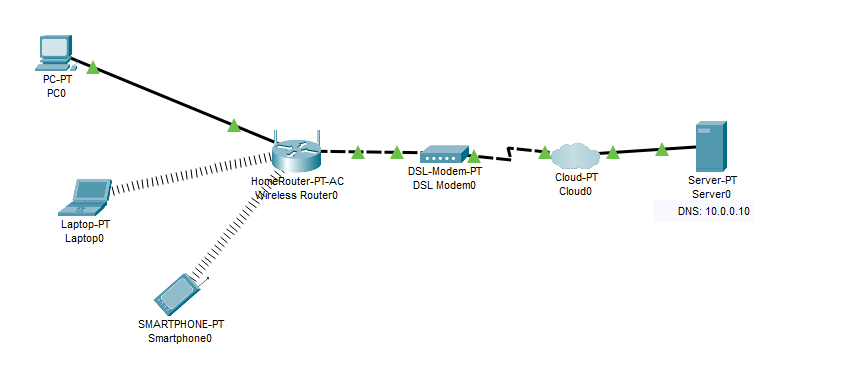 PC-PT
PC0
HomeRouter-PT-AC
Wireless Router0
DSL-Modem-PT
DSL Modem0
Cloud-PT
Cloud0
Server-PT
Server0
DNS: 10.0.0.10
Laptop-PT
Laptop0
SMARTPHONE-PT
Smartphone0